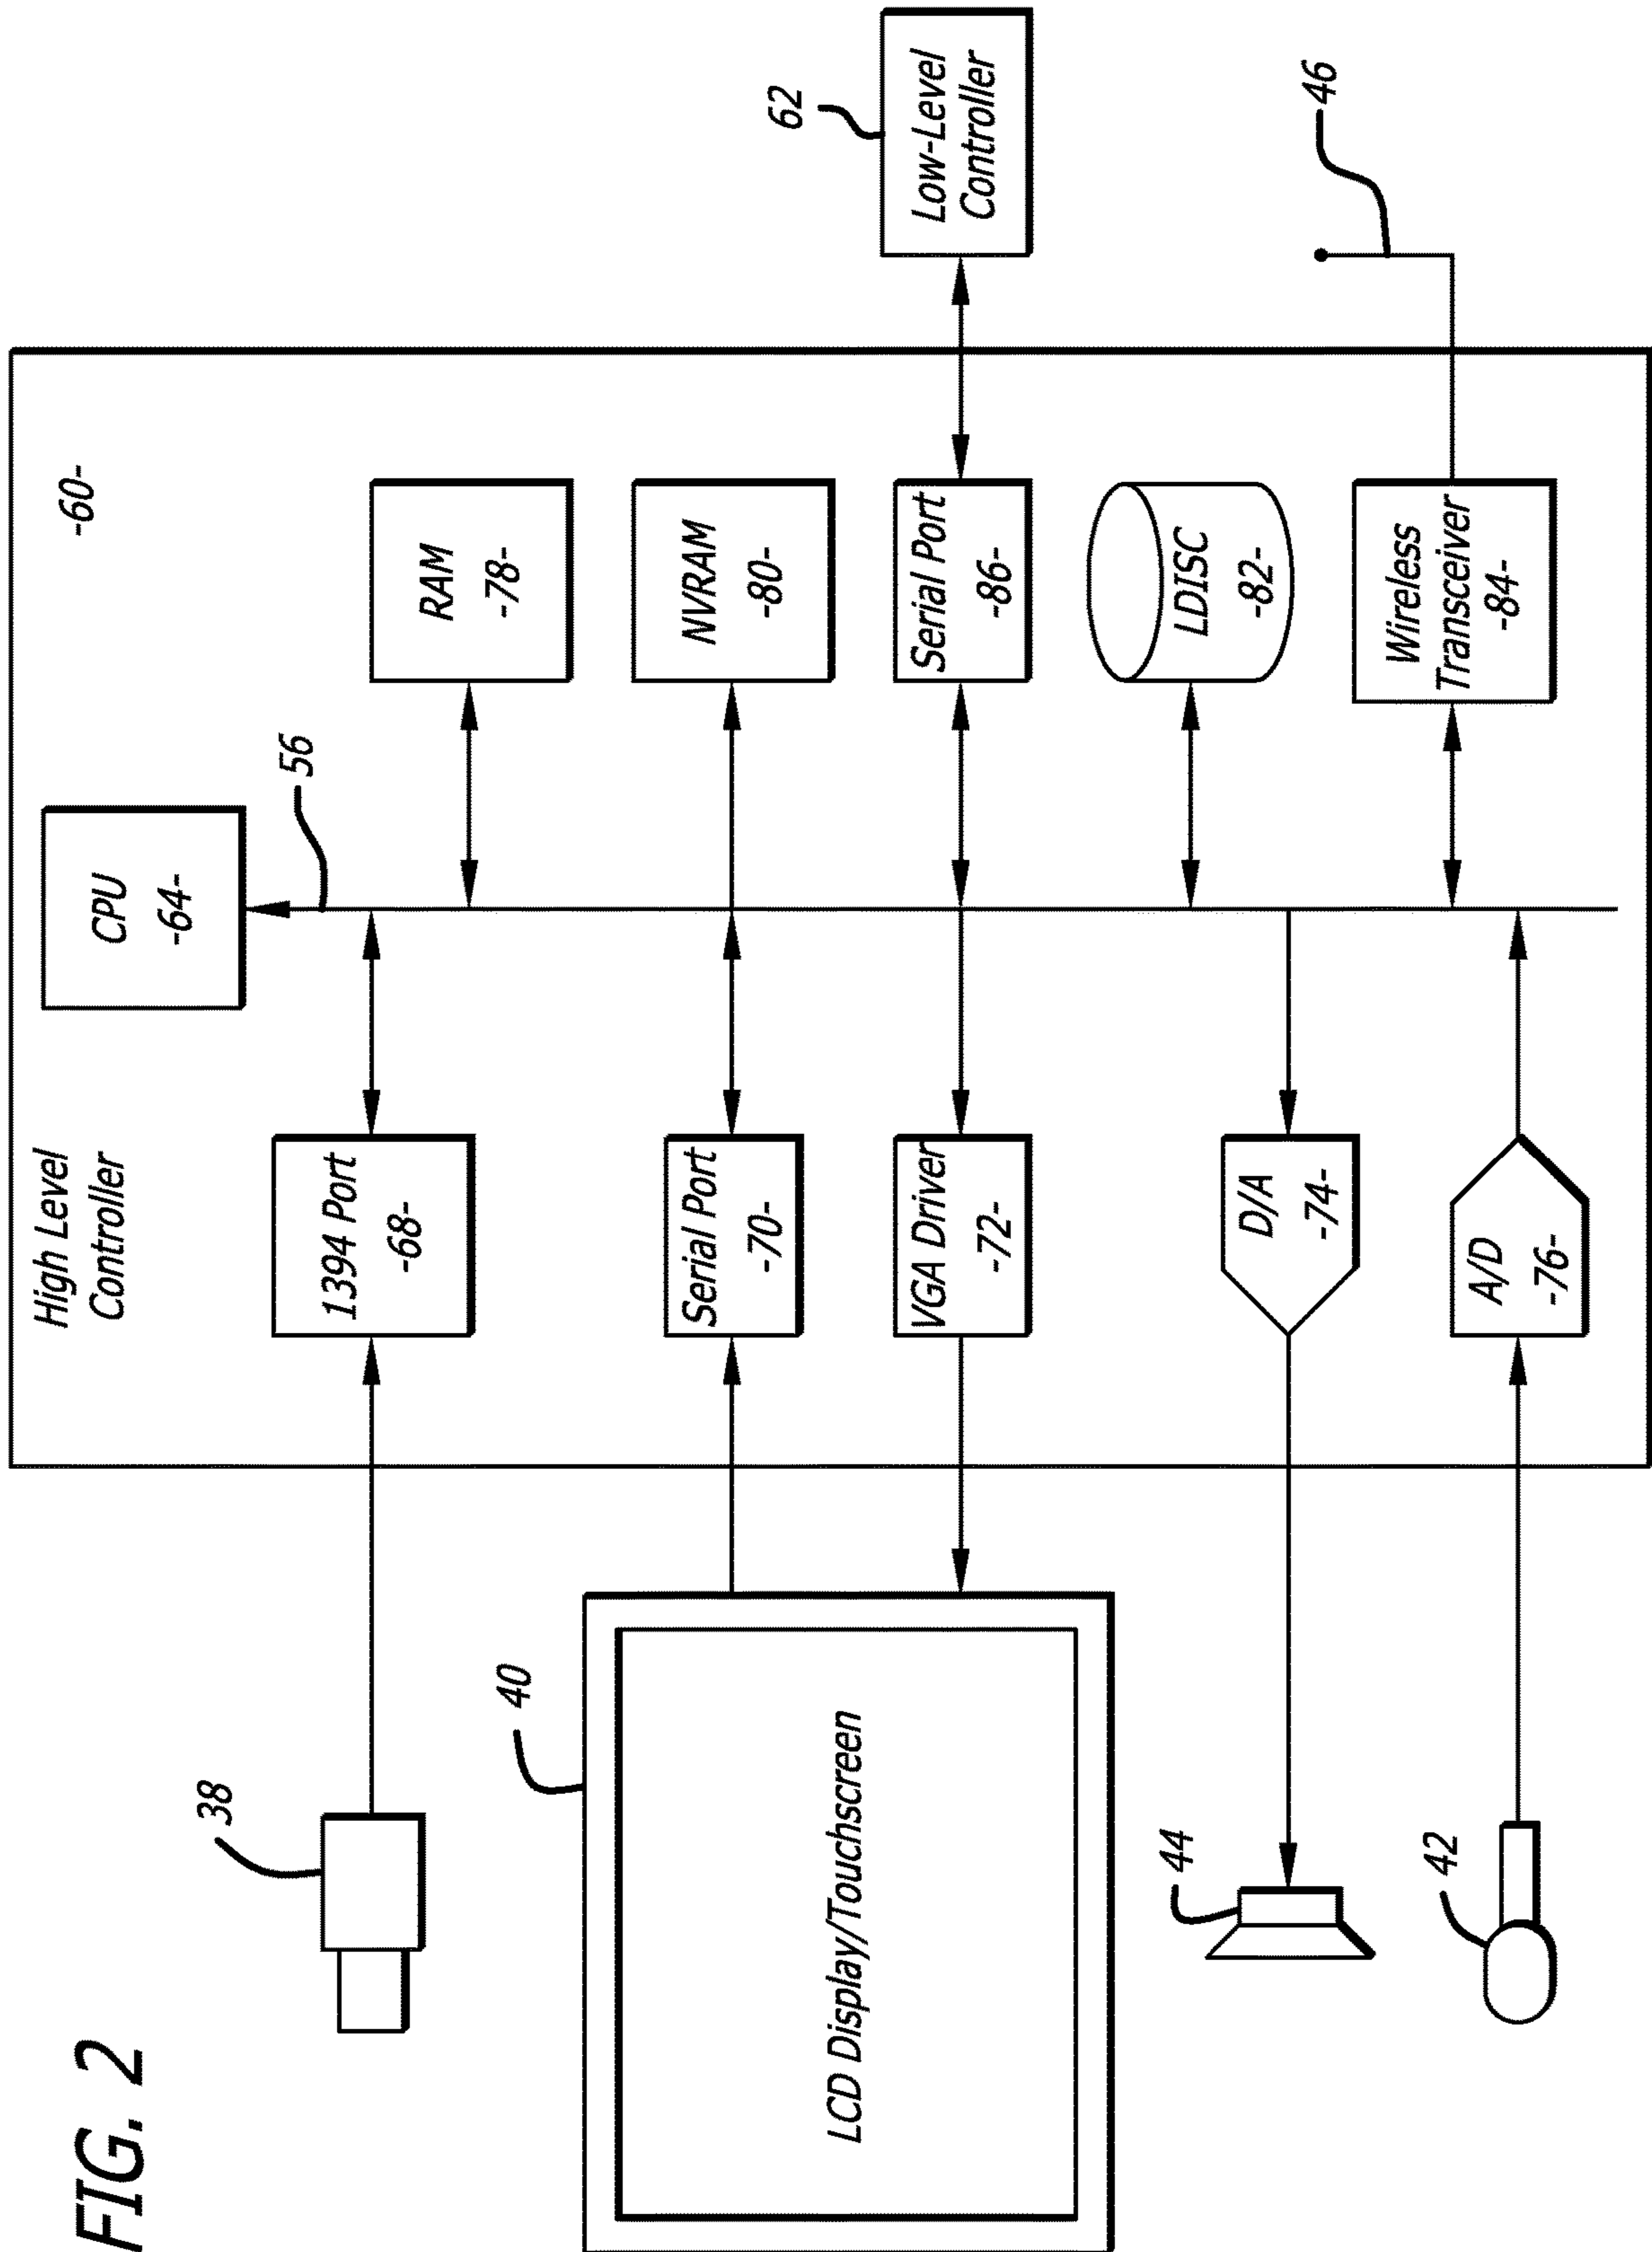 FIG. 2
High Level
Controller
-60-
CPU
-64-
56
38
1394 Port
-68-
RAM
-78-
40
LCD Display/Touchscreen
Serial Port
-70-
NVRAM
-80-
VGA Driver
-72-
Serial Port
-86-
62
Low-Level
Controller
44
D/A
-74-
LDISC
-82-
42
A/D
-76-
Wireless
Transceiver
-84-
46